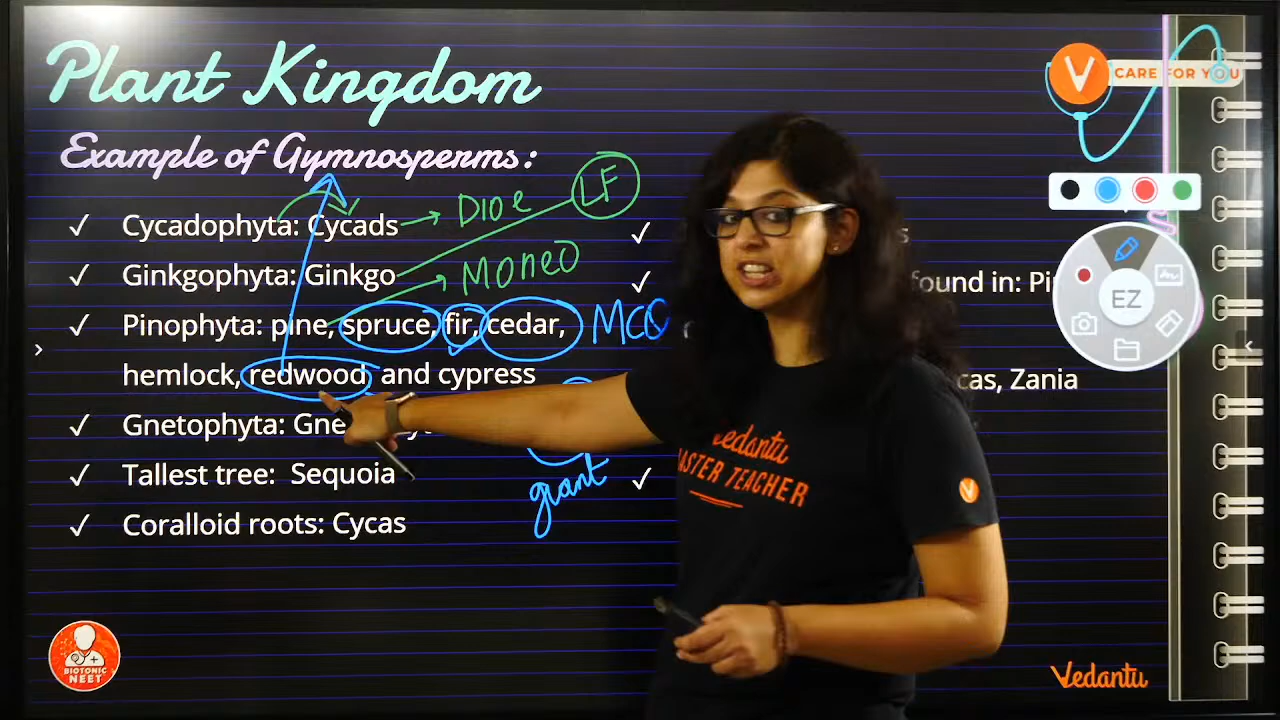 Plant Kingdom
CARE FOR YOU
Example of Gymnosperms:
LF
✓ Cycadophyta: Cycads → Dioe
✓ Ginkgophyta: Ginkgo
Moneo
found in:
EZ
✓ Pinophyta: pine, spruce, fir, cedar, MCQ
hemlock, redwood and cypress
cas, Zania
✓ Gnetophyta:
✓ Tallest tree: Sequoia
giant
✓ Coralloid roots: Cycas
Vedantu
MASTER TEACHER
BIOTONIC
NEET
Vedantu